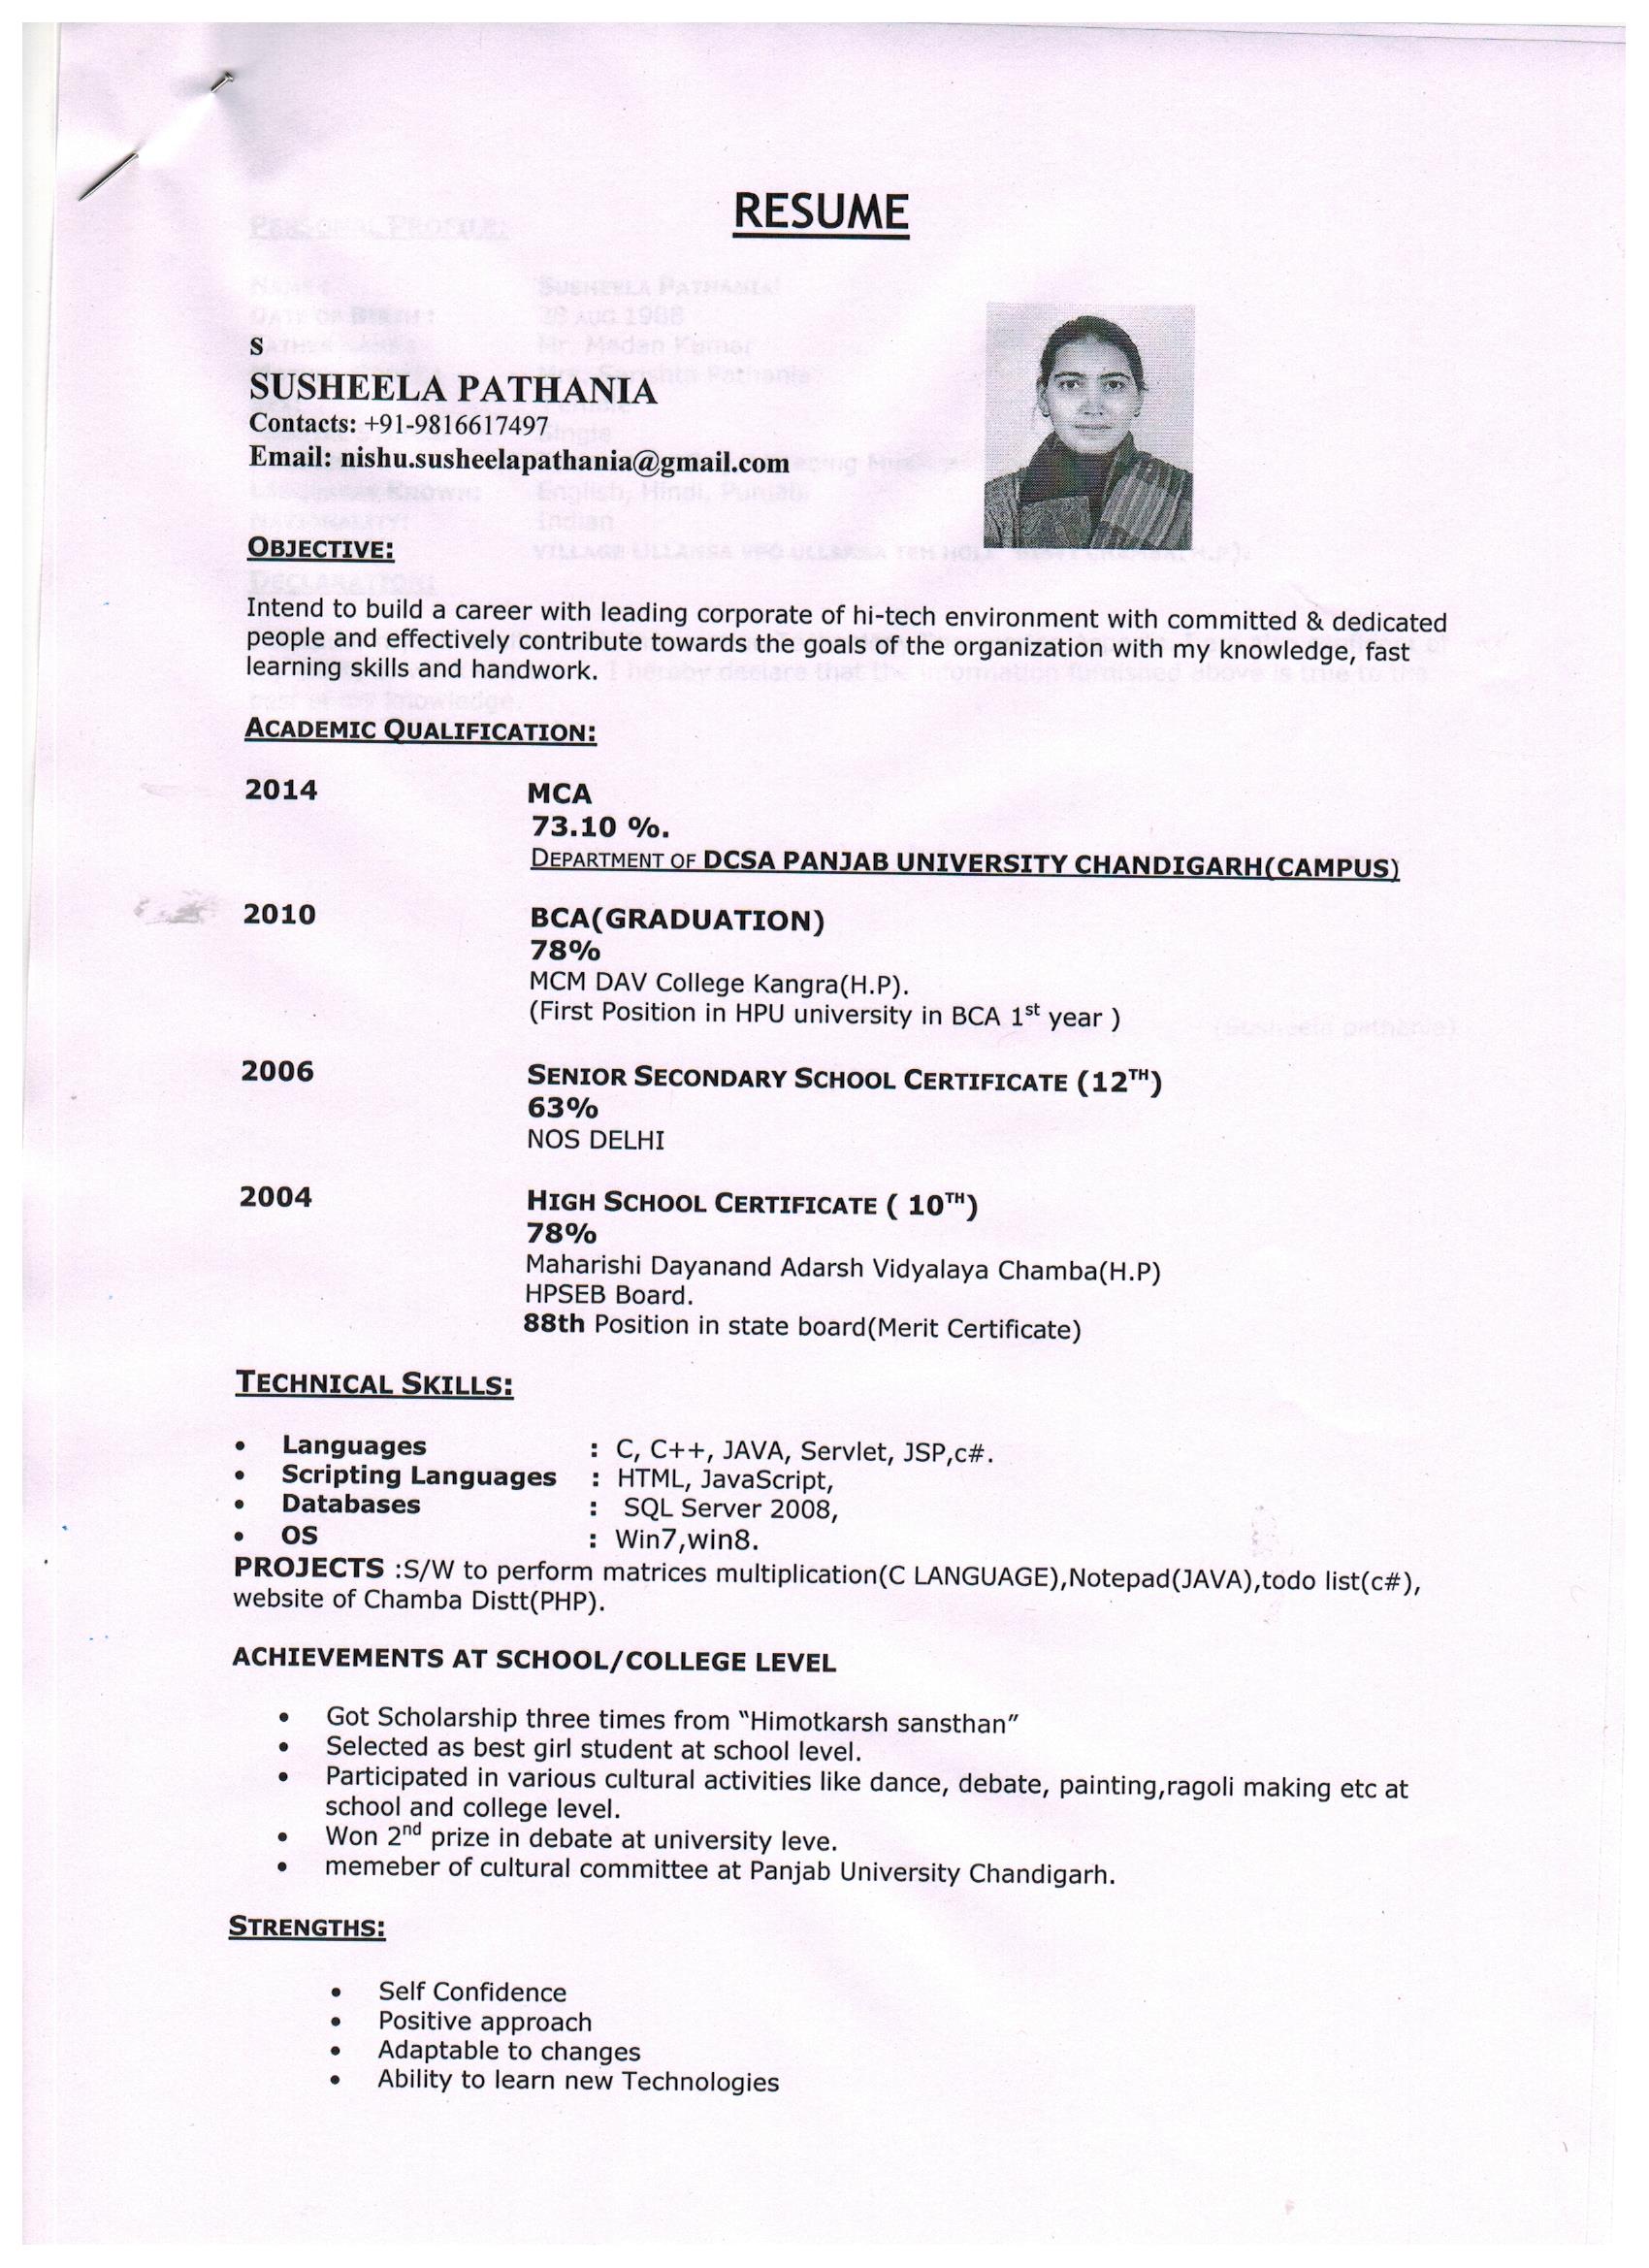 RESUME
S
SUSHEELA PATHANIA
Contacts: +91-9816617497
Email: nishu.susheelapathania@gmail.com
OBJECTIVE:
Intend to build a career with leading corporate of hi-tech environment with committed & dedicated
people and effectively contribute towards the goals of the organization with my knowledge, fast
learning skills and handwork.
ACADEMIC QUALIFICATION:
2014 MCA
73.10 %.
DEPARTMENT OF DCSA PANJAB UNIVERSITY CHANDIGARH(CAMPUS)
2010 BCA(GRADUATION)
78%
MCM DAV College Kangra(H.P).
(First Position in HPU university in BCA 1st year )
2006 SENIOR SECONDARY SCHOOL CERTIFICATE (12TH)
63%
NOS DELHI
2004 HIGH SCHOOL CERTIFICATE ( 10TH)
78%
Maharishi Dayanand Adarsh Vidyalaya Chamba(H.P)
HPSEB Board.
88th Position in state board(Merit Certificate)
TECHNICAL SKILLS:
• Languages : C, C++, JAVA, Servlet, JSP,c#.
• Scripting Languages : HTML, JavaScript,
• Databases : SQL Server 2008,
• OS : Win7,win8.
PROJECTS :S/W to perform matrices multiplication(C LANGUAGE),Notepad(JAVA),todo list(c#),
website of Chamba Distt(PHP).
ACHIEVEMENTS AT SCHOOL/COLLEGE LEVEL
• Got Scholarship three times from “Himotkarsh sansthan”
• Selected as best girl student at school level.
• Participated in various cultural activities like dance, debate, painting,ragoli making etc at
school and college level.
• Won 2nd prize in debate at university leve.
• memeber of cultural committee at Panjab University Chandigarh.
STRENGTHS:
• Self Confidence
• Positive approach
• Adaptable to changes
• Ability to learn new Technologies